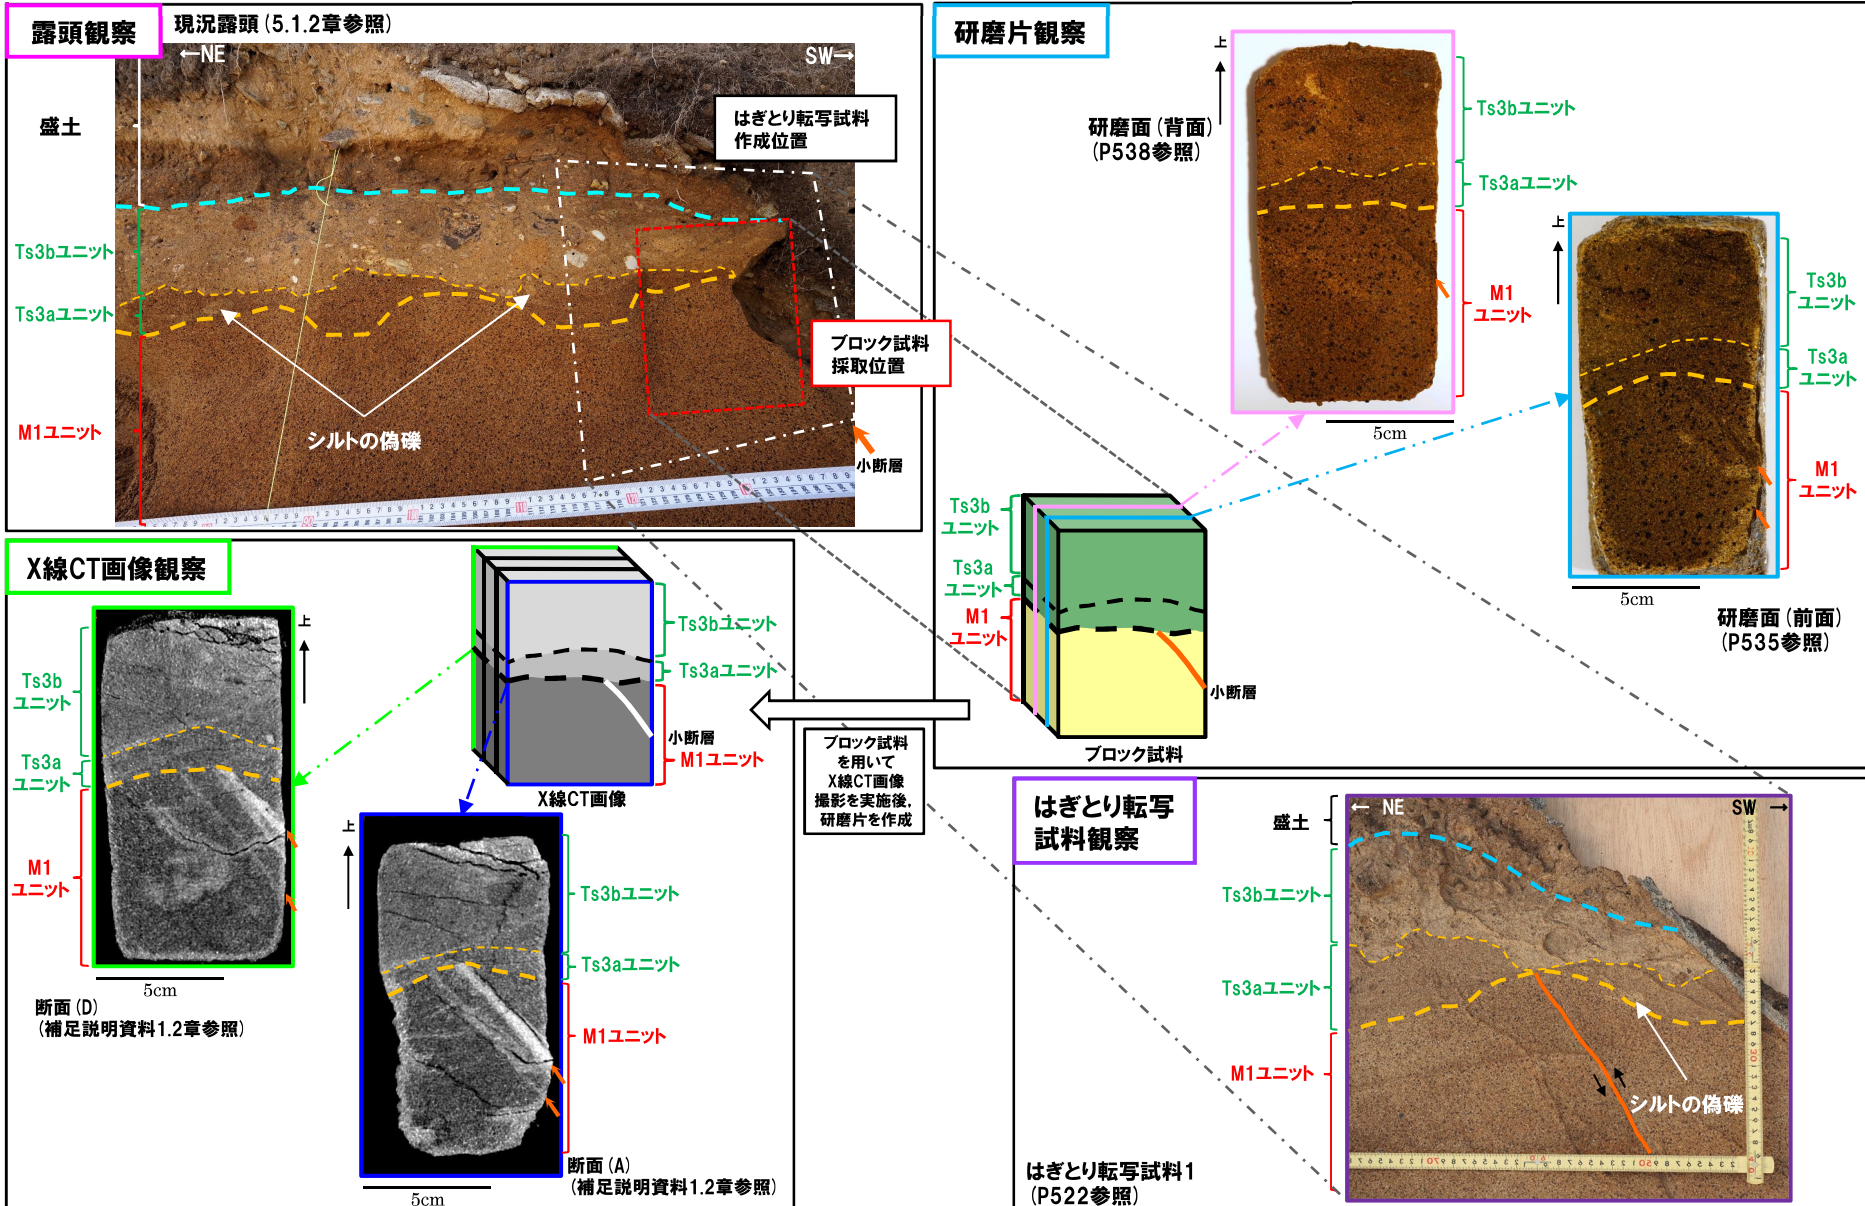 露頭観察
現況露頭(5.1.2章参照)
←NE
SW→
盛土
はぎとり転写試料
作成位置
Ts3bユニット
Ts3aユニット
ブロック試料
採取位置
M1ユニット
シルトの偽礫
小断層
研磨片観察
上
研磨面(背面)
(P538参照)
Ts3bユニット
Ts3aユニット
M1
ユニット
5cm
上
Ts3b
ユニット
Ts3a
ユニット
M1
ユニット
5cm
研磨面(前面)
(P535参照)
Ts3b
ユニット
Ts3a
ユニット
M1
ユニット
小断層
ブロック試料
X線CT画像観察
上
Ts3b
ユニット
Ts3a
ユニット
M1
ユニット
5cm
断面(D)
(補足説明資料1.2章参照)
Ts3bユニット
Ts3aユニット
小断層
M1ユニット
X線CT画像
ブロック試料
を用いて
X線CT画像
撮影を実施後,
研磨片を作成
上
Ts3bユニット
Ts3aユニット
M1ユニット
5cm
断面(A)
(補足説明資料1.2章参照)
はぎとり転写
試料観察
← NE
SW →
盛土
Ts3bユニット
Ts3aユニット
M1ユニット
シルトの偽礫
はぎとり転写試料1
(P522参照)